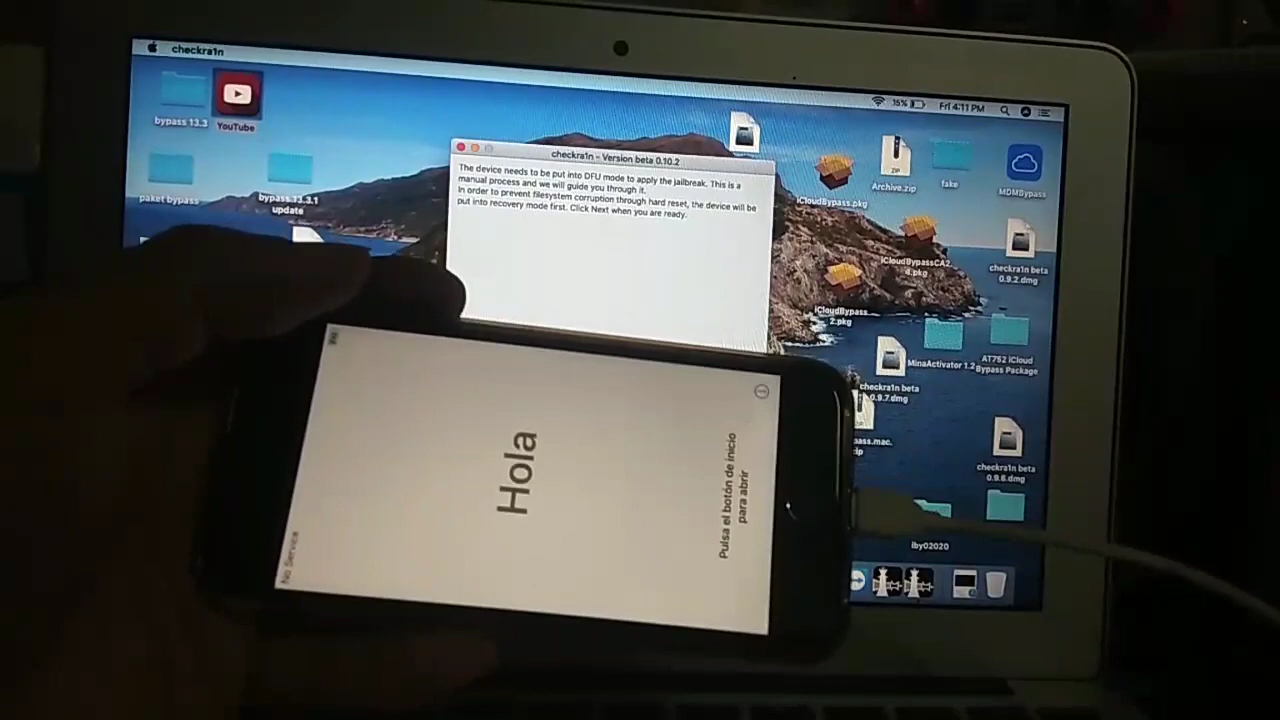 checkra1n
15%
Fri 4:11 PM
bypass 13.3
YouTube
paket bypass
bypass 13.3.1
update
checkra1n - Version beta 0.10.2
The device needs to be put into DFU mode to apply the jailbreak. This is a
manual process and we will guide you through it.
In order to prevent filesystem corruption through hard reset, the device will be
put into recovery mode first. Click Next when you are ready.
iCloudBypass.pkg
ZIP
Archive.zip
fake
MDMBypass
iCloudBypassCA2.
d.pkg
checkra1n beta
0.9.2.dmg
iCloudBypass
2.pkg
MinaActivator 1.2
AT752 iCloud
Bypass Package
checkra1n beta
0.9.7.dmg
ass.mac.
ip
checkra1n beta
0.9.6.dmg
iby02020
No Service
Hola
Pulsa el botón de inicio
para abrir